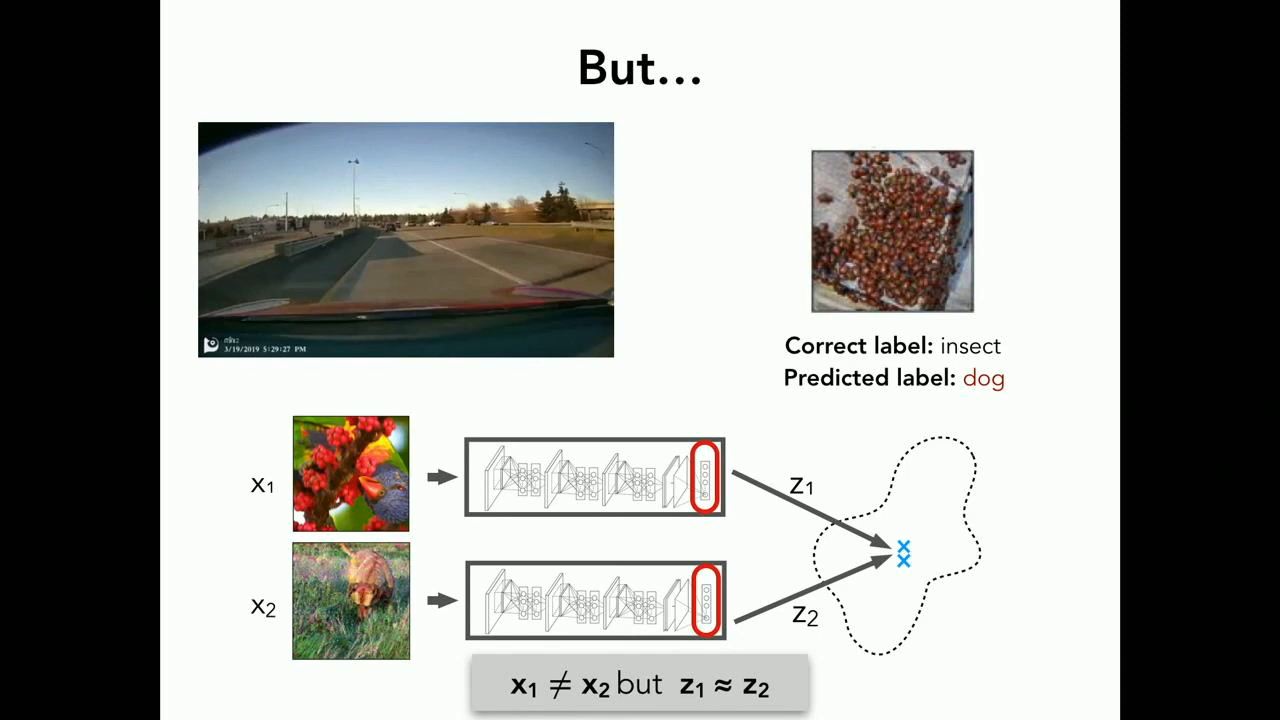 But...
3/19/2019 5:29:27 PM
Correct label: insect
Predicted label: dog
x1
z1
x2
z2
x1 ≠ x2 but z1 ≈ z2